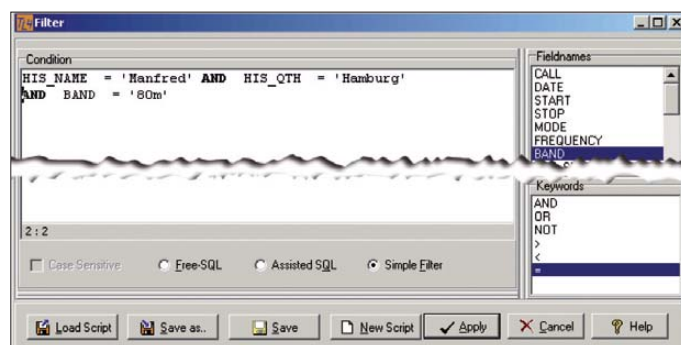 Filter
Condition
HIS_NAME = 'Manfred' AND HIS_QTH = 'Hamburg'
AND BAND = '80m'
2:2
Case Sensitive
Free-SQL
Assisted SQL
Simple Filter
Fieldnames
CALL
DATE
START
STOP
MODE
FREQUENCY
BAND
Keywords
AND
OR
NOT
>
<
=
Load Script
Save as..
Save
New Script
Apply
Cancel
Help